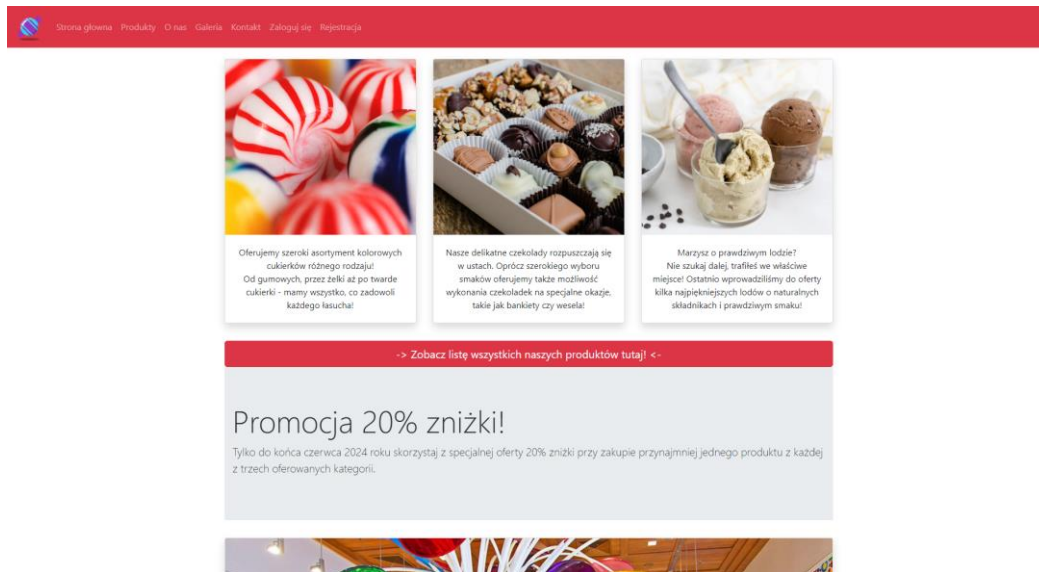 Strona głowna Produkty O nas Galeria Kontakt Zaloguj się Rejestracja
Oferujemy szeroki asortyment kolorowych
cukierków różnego rodzaju!
Od gumowych, przez żelki aż po twarde
cukierki - mamy wszystko, co zadowoli
każdego łasucha!
Nasze delikatne czekolady rozpuszczają się
w ustach. Oprócz szerokiego wyboru
smaków oferujemy także możliwość
wykonania czekoladek na specjalne okazje,
takie jak bankiety czy wesela!
Marzysz o prawdziwym lodzie?
Nie szukaj dalej, trafiłeś we właściwe
miejsce! Ostatnio wprowadziliśmy do oferty
kilka najpiękniejszych lodów o naturalnych
składnikach i prawdziwym smaku!
-> Zobacz listę wszystkich naszych produktów tutaj! <-
Promocja 20% zniżki!
Tylko do końca czerwca 2024 roku skorzystaj z specjalnej oferty 20% zniżki przy zakupie przynajmniej jednego produktu z każdej
z trzech oferowanych kategorii.